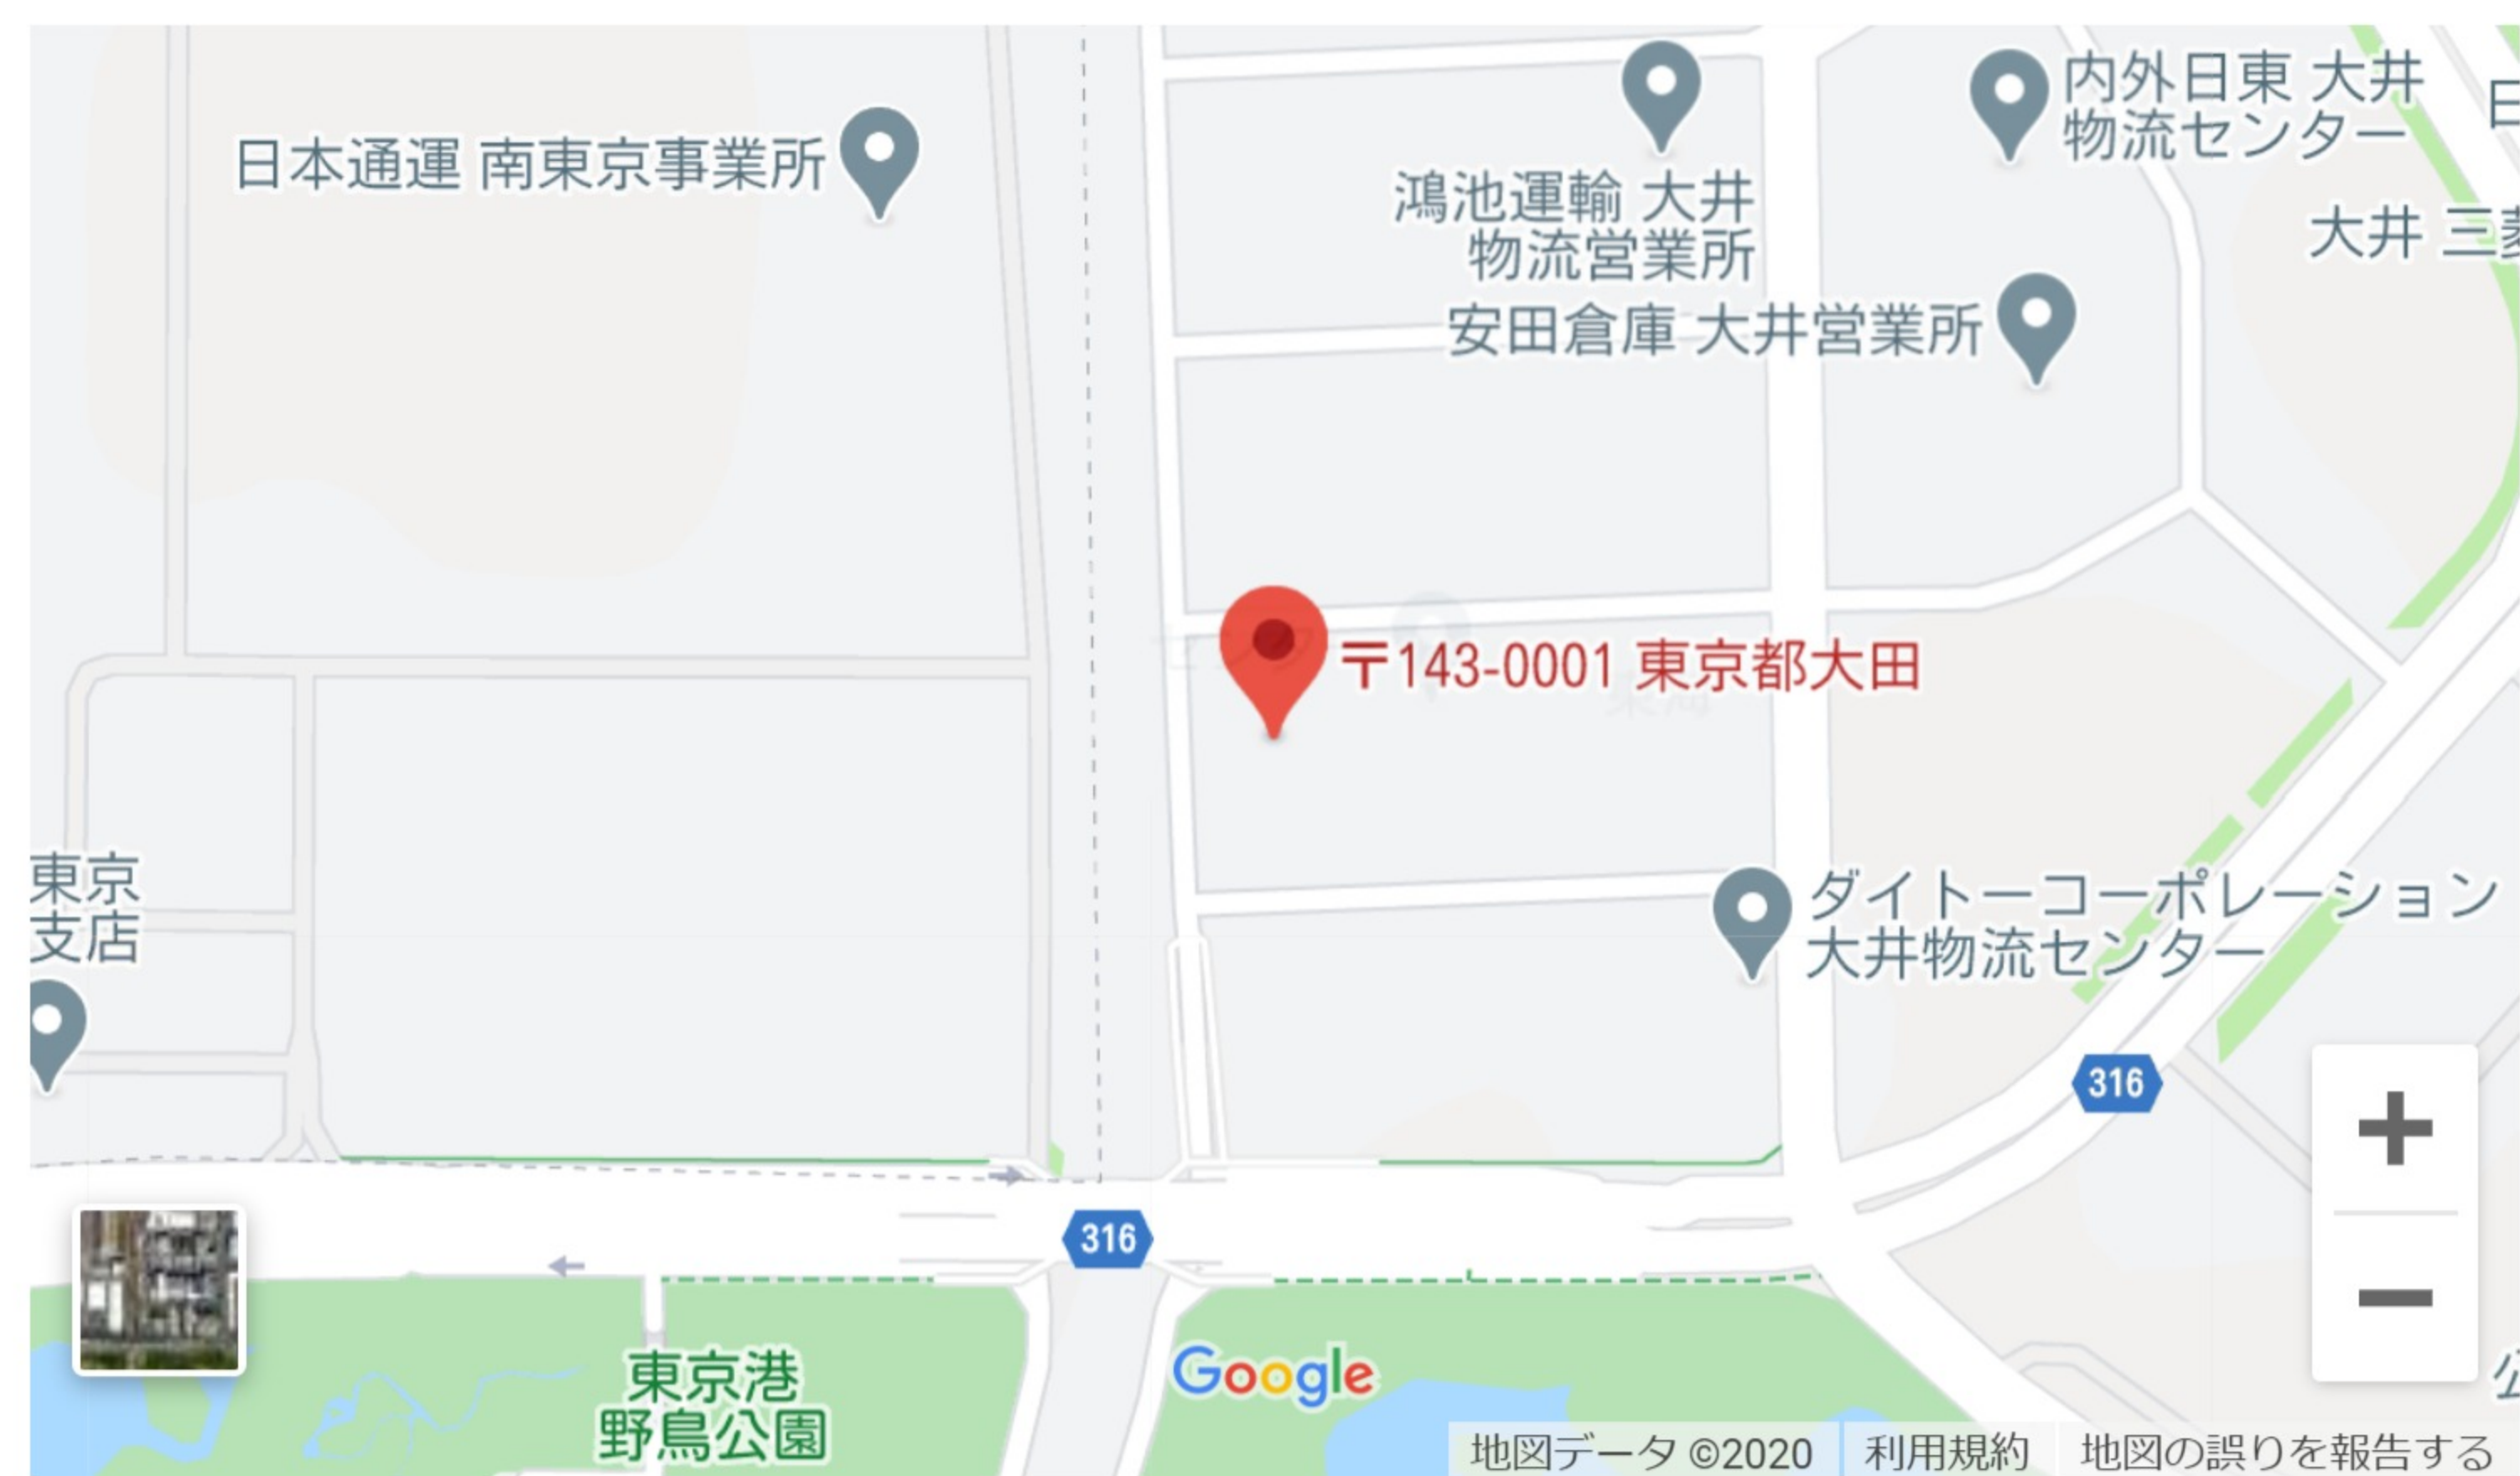 内外日東 大井
物流センター
日本通運 南東京事業所
鴻池運輸 大井
物流営業所
大井 三菱
安田倉庫 大井営業所
〒143-0001 東京都大田
東京
支店
ダイトーコーポレーション
大井物流センター
316
316
東京港
野鳥公園
Google
地図データ ©2020 利用規約 地図の誤りを報告する